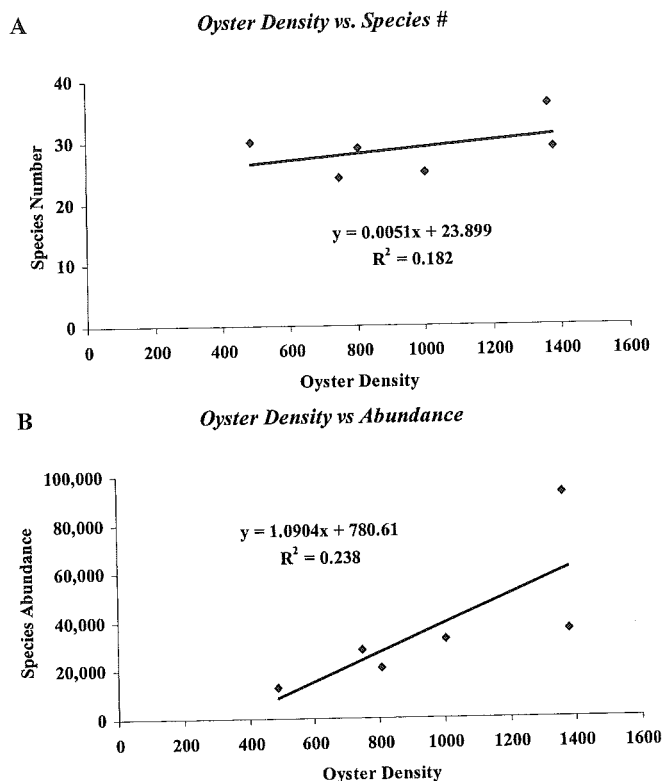 A
Oyster Density vs. Species #
40
30
20
10
0
Species Number
y = 0.0051x + 23.899
R² = 0.182
0 200 400 600 800 1000 1200 1400 1600
Oyster Density
B
Oyster Density vs Abundance
100,000
80,000
60,000
40,000
20,000
0
Species Abundance
y = 1.0904x + 780.61
R² = 0.238
0 200 400 600 800 1000 1200 1400 1600
Oyster Density